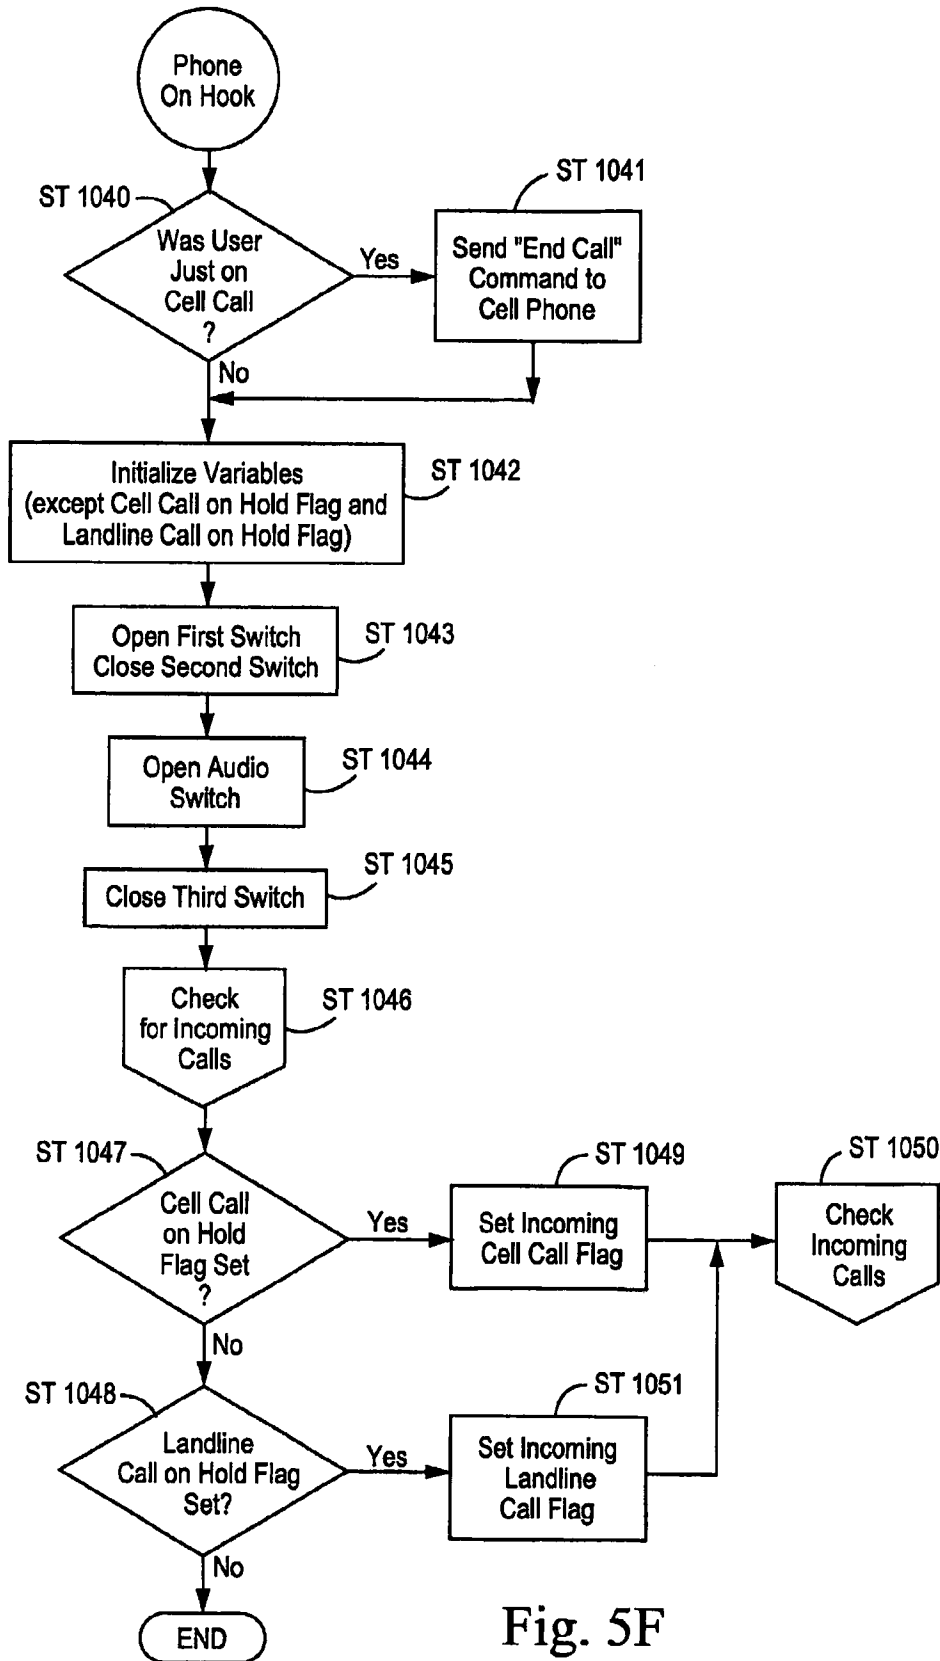 Phone
On Hook
ST 1040
Was User
Just on
Cell Call
?
Yes
No
ST 1041
Send "End Call"
Command to
Cell Phone
Initialize Variables
(except Cell Call on Hold Flag and
Landline Call on Hold Flag)
ST 1042
Open First Switch
Close Second Switch
ST 1043
Open Audio
Switch
ST 1044
Close Third Switch
ST 1045
Check
for Incoming
Calls
ST 1046
ST 1047
Cell Call
on Hold
Flag Set
?
Yes
No
ST 1049
Set Incoming
Cell Call Flag
ST 1050
Check
Incoming
Calls
ST 1048
Landline
Call on Hold Flag
Set?
Yes
No
ST 1051
Set Incoming
Landline
Call Flag
END
Fig. 5F